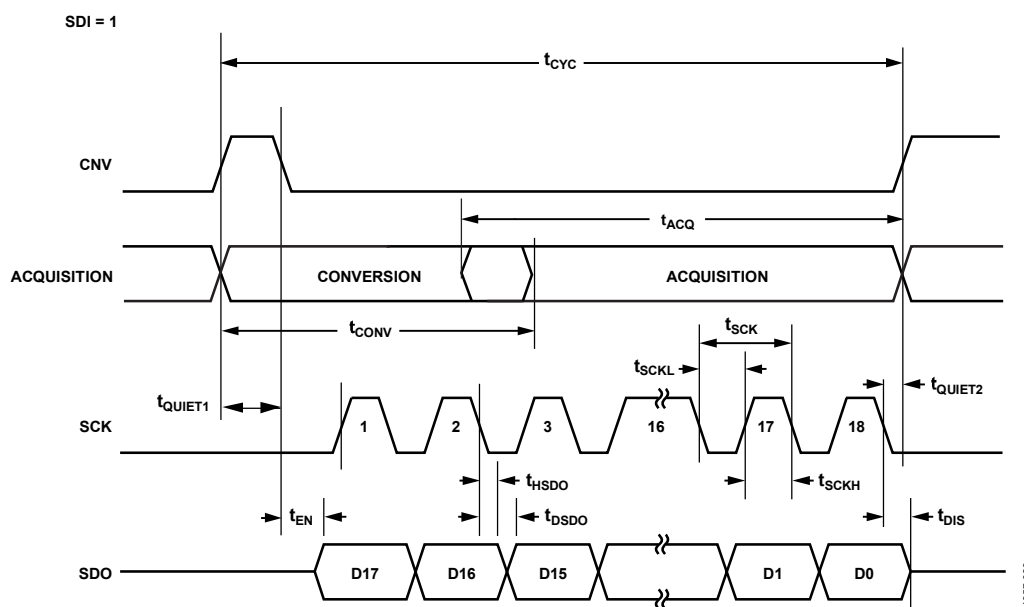 SDI = 1
tCYC
CNV
tACQ
ACQUISITION
CONVERSION
ACQUISITION
tCONV
tSCK
tSCKL
tQUIET1
tQUIET2
SCK
1 2 3 16 17 18
tHSDO
tSCKH
tEN
tDSDO
tDIS
SDO
D17 D16 D15 D1 D0